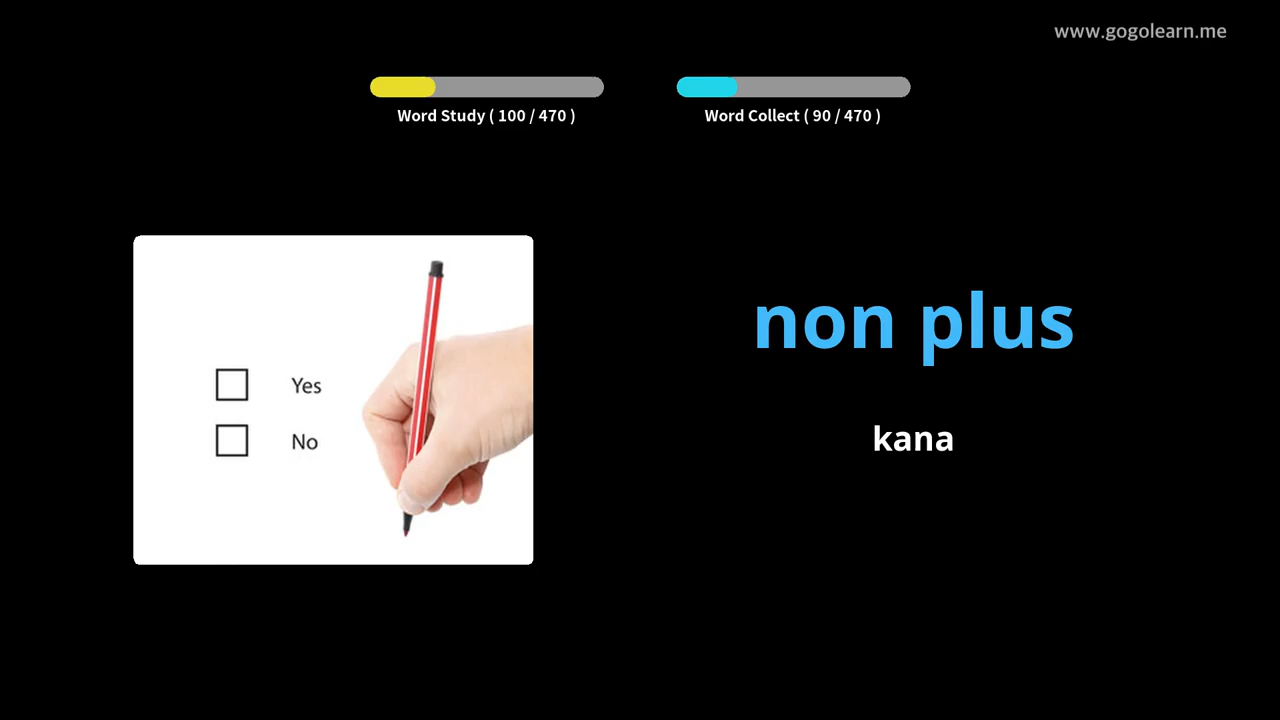 www.gogolearn.me
Word Study ( 100 / 470 )
Word Collect ( 90 / 470 )
Yes
No
non plus
kana